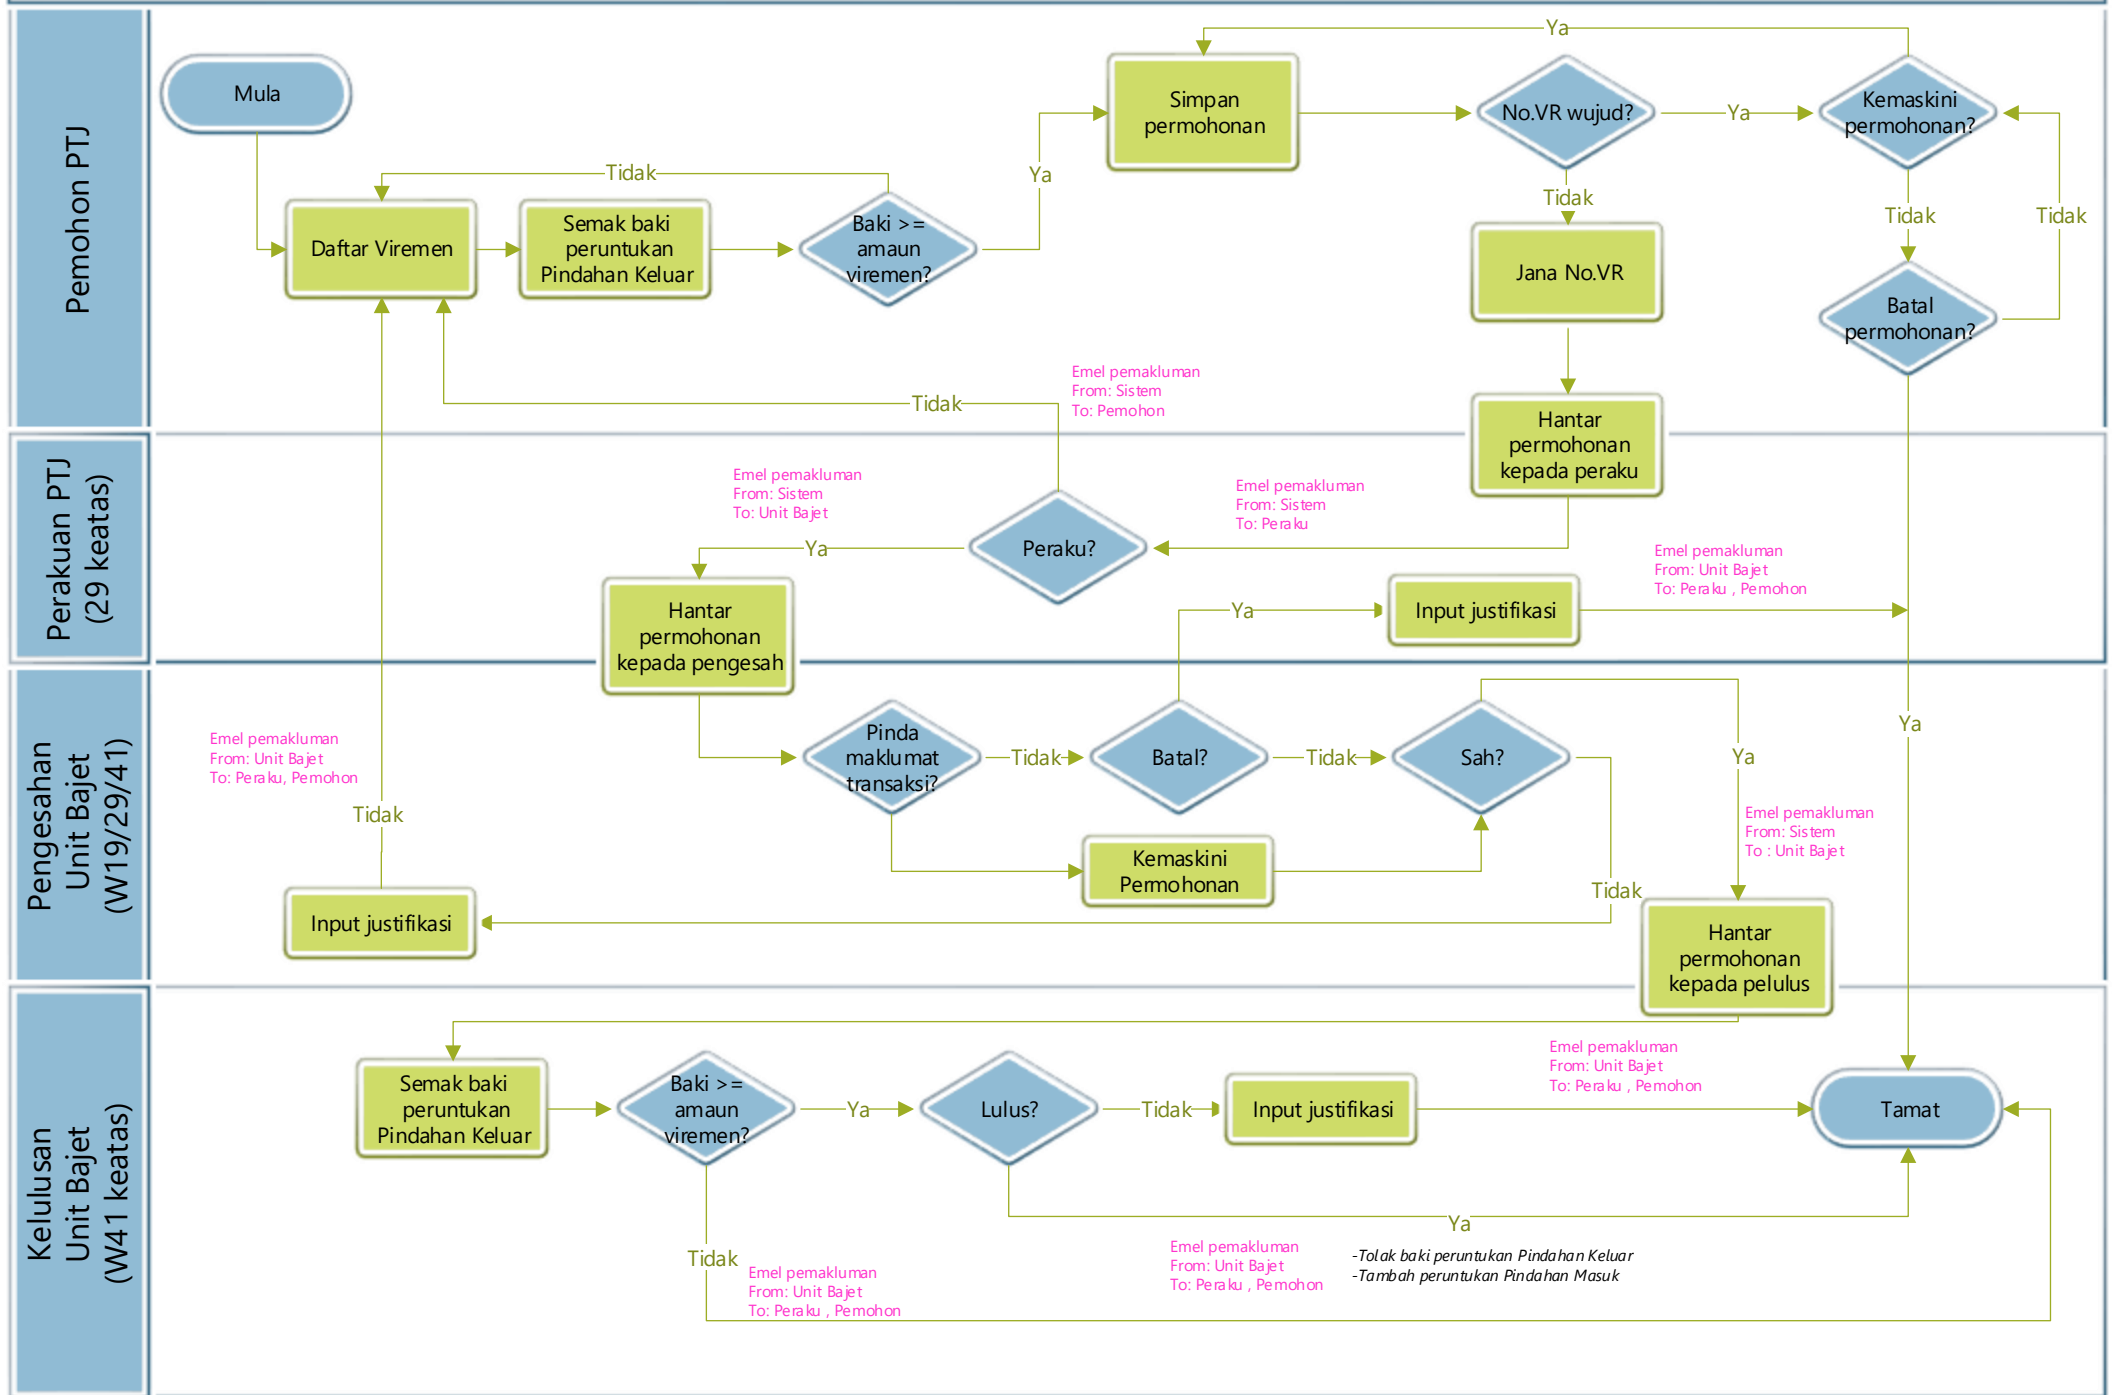 Pemohon PTJ
Mula
Daftar Viremen
Tidak
Semak baki
peruntukan
Pindahan Keluar
Baki >=
amaun
viremen?
Ya
Simpan
permohonan
Ya
No.VR wujud?
Ya
Kemaskini
permohonan?
Tidak
Jana No.VR
Tidak
Tidak
Batal
permohonan?
Hantar
permohonan
kepada peraku
Tidak
Emel pemakluman
From: Sistem
To: Pemohon
Perakuan PTJ
(29 keatas)
Emel pemakluman
From: Sistem
To: Unit Bajet
Ya
Peraku?
Emel pemakluman
From: Sistem
To: Peraku
Hantar
permohonan
kepada pengesah
Ya
Input justifikasi
Emel pemakluman
From: Unit Bajet
To: Peraku , Pemohon
Ya
Pengesahan
Unit Bajet
(W19/29/41)
Emel pemakluman
From: Unit Bajet
To: Peraku, Pemohon
Tidak
Input justifikasi
Pinda
maklumat
transaksi?
Tidak
Batal?
Tidak
Sah?
Ya
Kemaskini
Permohonan
Tidak
Emel pemakluman
From: Sistem
To : Unit Bajet
Hantar
permohonan
kepada pelulus
Kelulusan
Unit Bajet
(W41 keatas)
Semak baki
peruntukan
Pindahan Keluar
Baki >=
amaun
viremen?
Ya
Lulus?
Tidak
Input justifikasi
Emel pemakluman
From: Unit Bajet
To: Peraku , Pemohon
Tamat
Ya
Tidak
Emel pemakluman
From: Unit Bajet
To: Peraku , Pemohon
Emel pemakluman
From: Unit Bajet
To: Peraku , Pemohon
-Tolak baki peruntukan Pindahan Keluar
-Tambah peruntukan Pindahan Masuk